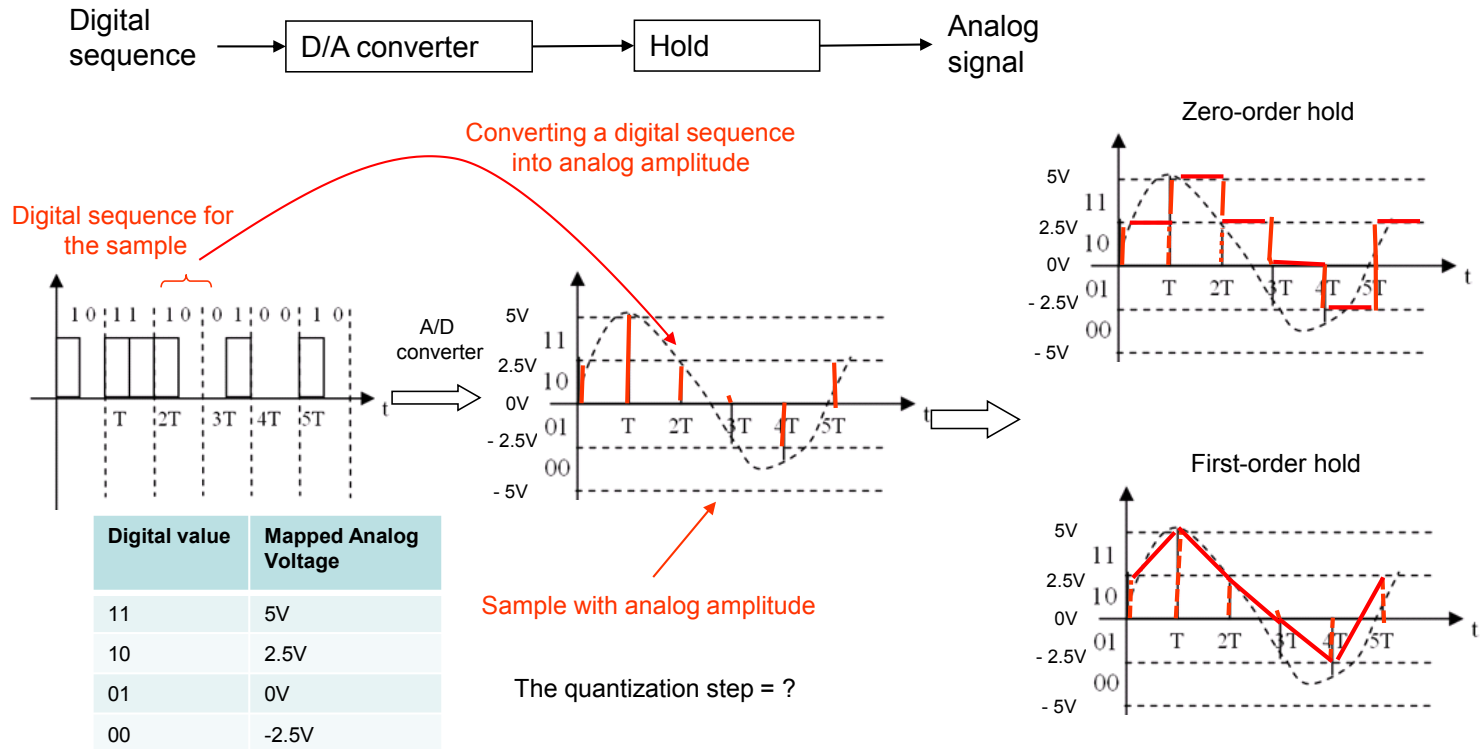 Digital
sequence
D/A converter
Hold
Analog
signal
Converting a digital sequence
into analog amplitude
Digital sequence for
the sample
1 0 1 1 1 0 0 1 0 0 1 0
T 2T 3T 4T 5T t
A/D
converter
5V
11
2.5V
10
0V
01
- 2.5V
00
- 5V
T 2T 3T 4T 5T t
Sample with analog amplitude
The quantization step = ?
Digital value Mapped Analog
Voltage
11 5V
10 2.5V
01 0V
00 -2.5V
Zero-order hold
5V
11
2.5V
10
0V
01
- 2.5V
00
- 5V
T 2T 3T 4T 5T t
First-order hold
5V
11
2.5V
10
0V
01
- 2.5V
00
- 5V
T 2T 3T 4T 5T t